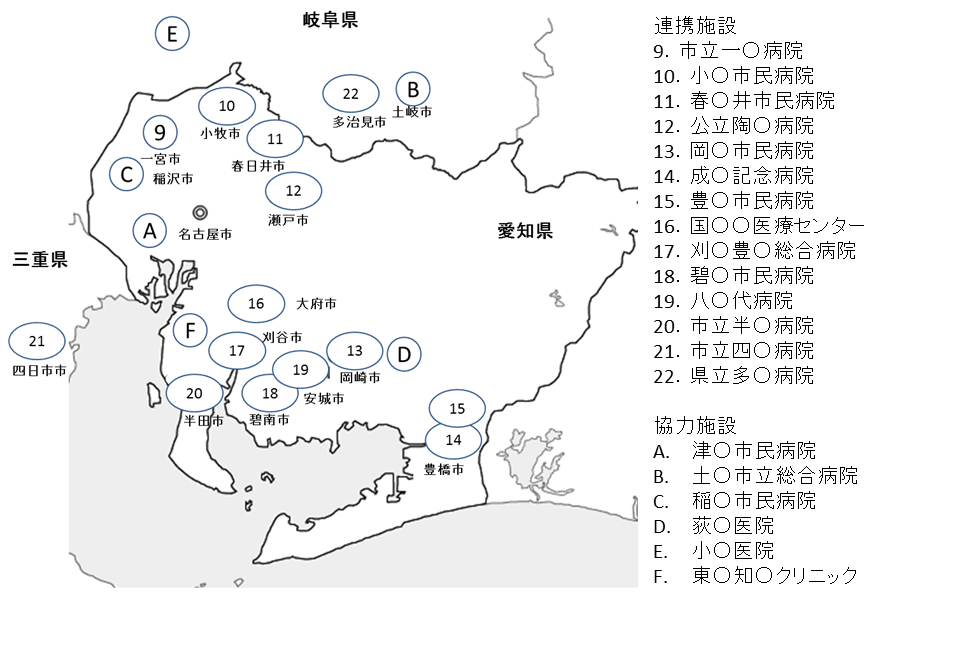 岐阜県
E
22
B
土岐市
多治見市
10
小牧市
9
一宮市
11
春日井市
C
稲沢市
12
瀬戸市
A
名古屋市
愛知県
三重県
16
大府市
F
刈谷市
21
四日市市
17
13
D
19
岡崎市
20
半田市
18
碧南市
安城市
15
14
豊橋市
連携施設
9. 市立一〇病院
10. 小〇市民病院
11. 春〇井市民病院
12. 公立陶〇病院
13. 岡〇市民病院
14. 成〇記念病院
15. 豊〇市民病院
16. 国〇〇医療センター
17. 刈〇豊〇総合病院
18. 碧〇市民病院
19. 八〇代病院
20. 市立半〇病院
21. 市立四〇病院
22. 県立多〇病院
協力施設
A. 津〇市民病院
B. 土〇市立総合病院
C. 稲〇市民病院
D. 荻〇医院
E. 小〇医院
F. 東〇知〇クリニック